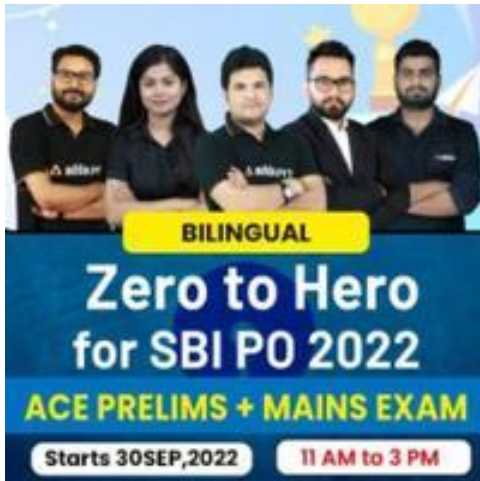 BILINGUAL
Zero to Hero
for SBI PO 2022
ACE PRELIMS + MAINS EXAM
Starts 30SEP,2022
11 AM to 3 PM